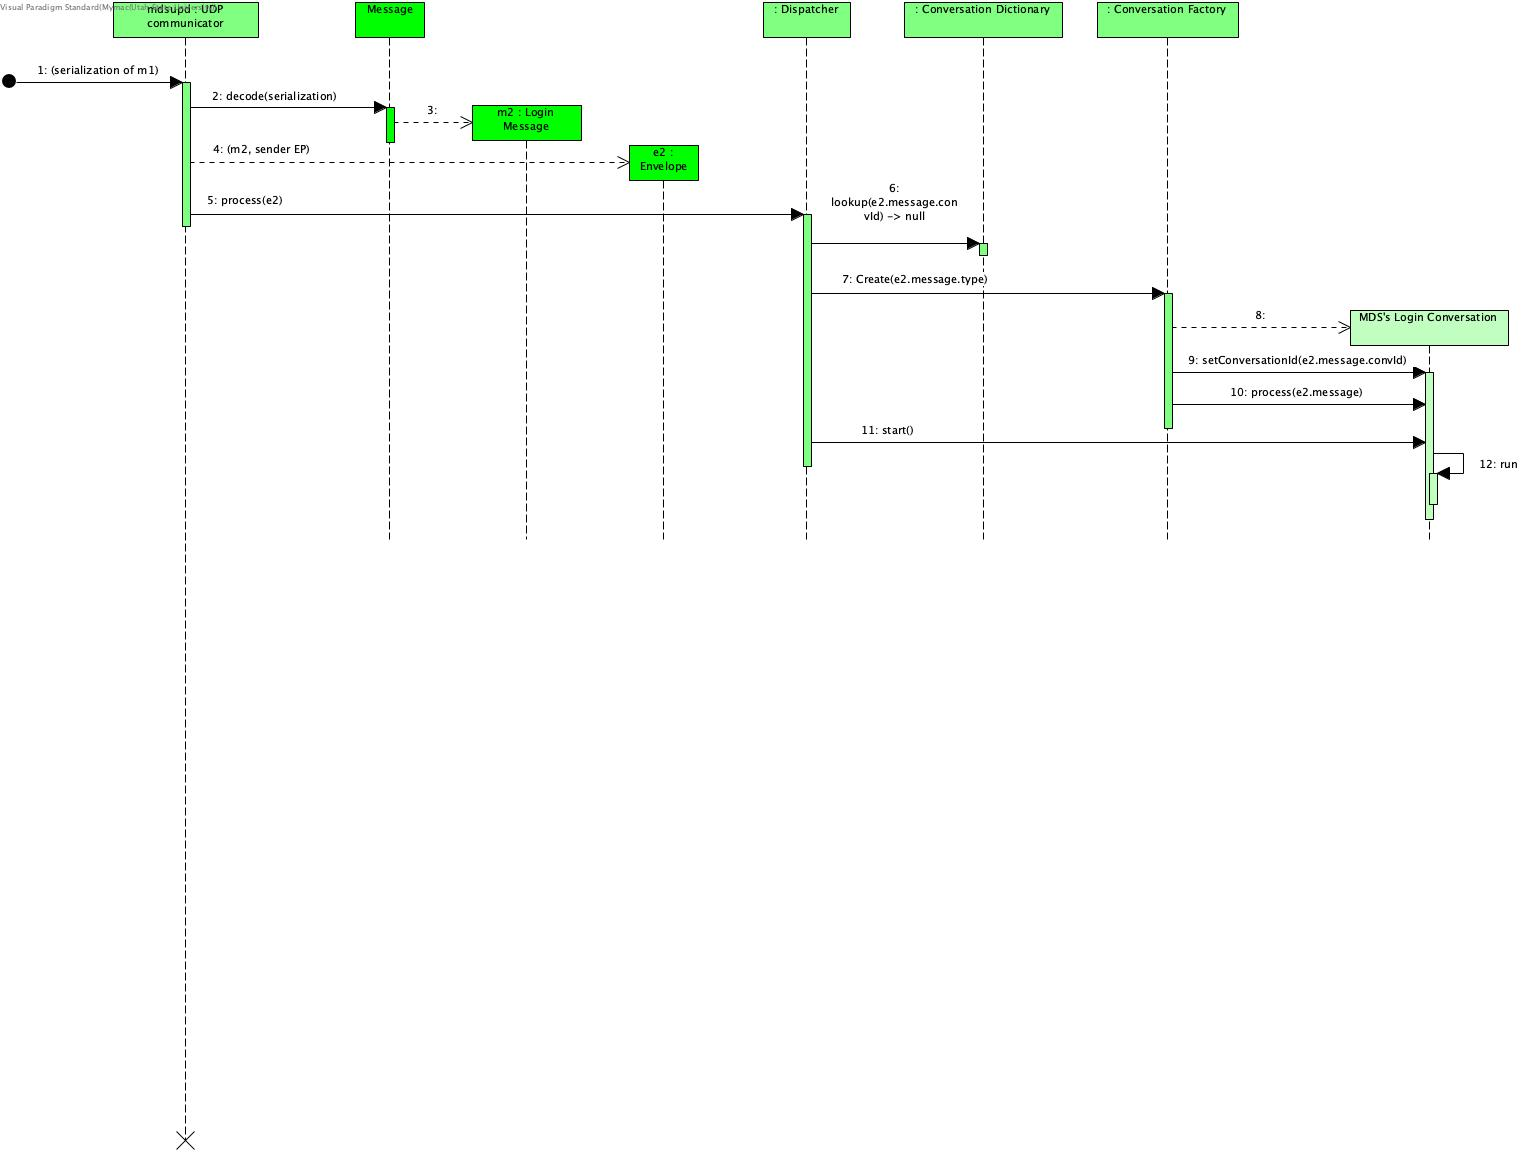 Visual Paradigm Standard(Mymac(Utah
mdsupd : UDP
communicator
Message
: Dispatcher
: Conversation Dictionary
: Conversation Factory
1: (serialization of m1)
2: decode(serialization)
3:
m2 : Login
Message
4: (m2, sender EP)
e2 :
Envelope
5: process(e2)
6:
lookup(e2.message.con
vId) -> null
7: Create(e2.message.type)
8:
MDS's Login Conversation
9: setConversationId(e2.message.convId)
10: process(e2.message)
11: start()
12: run